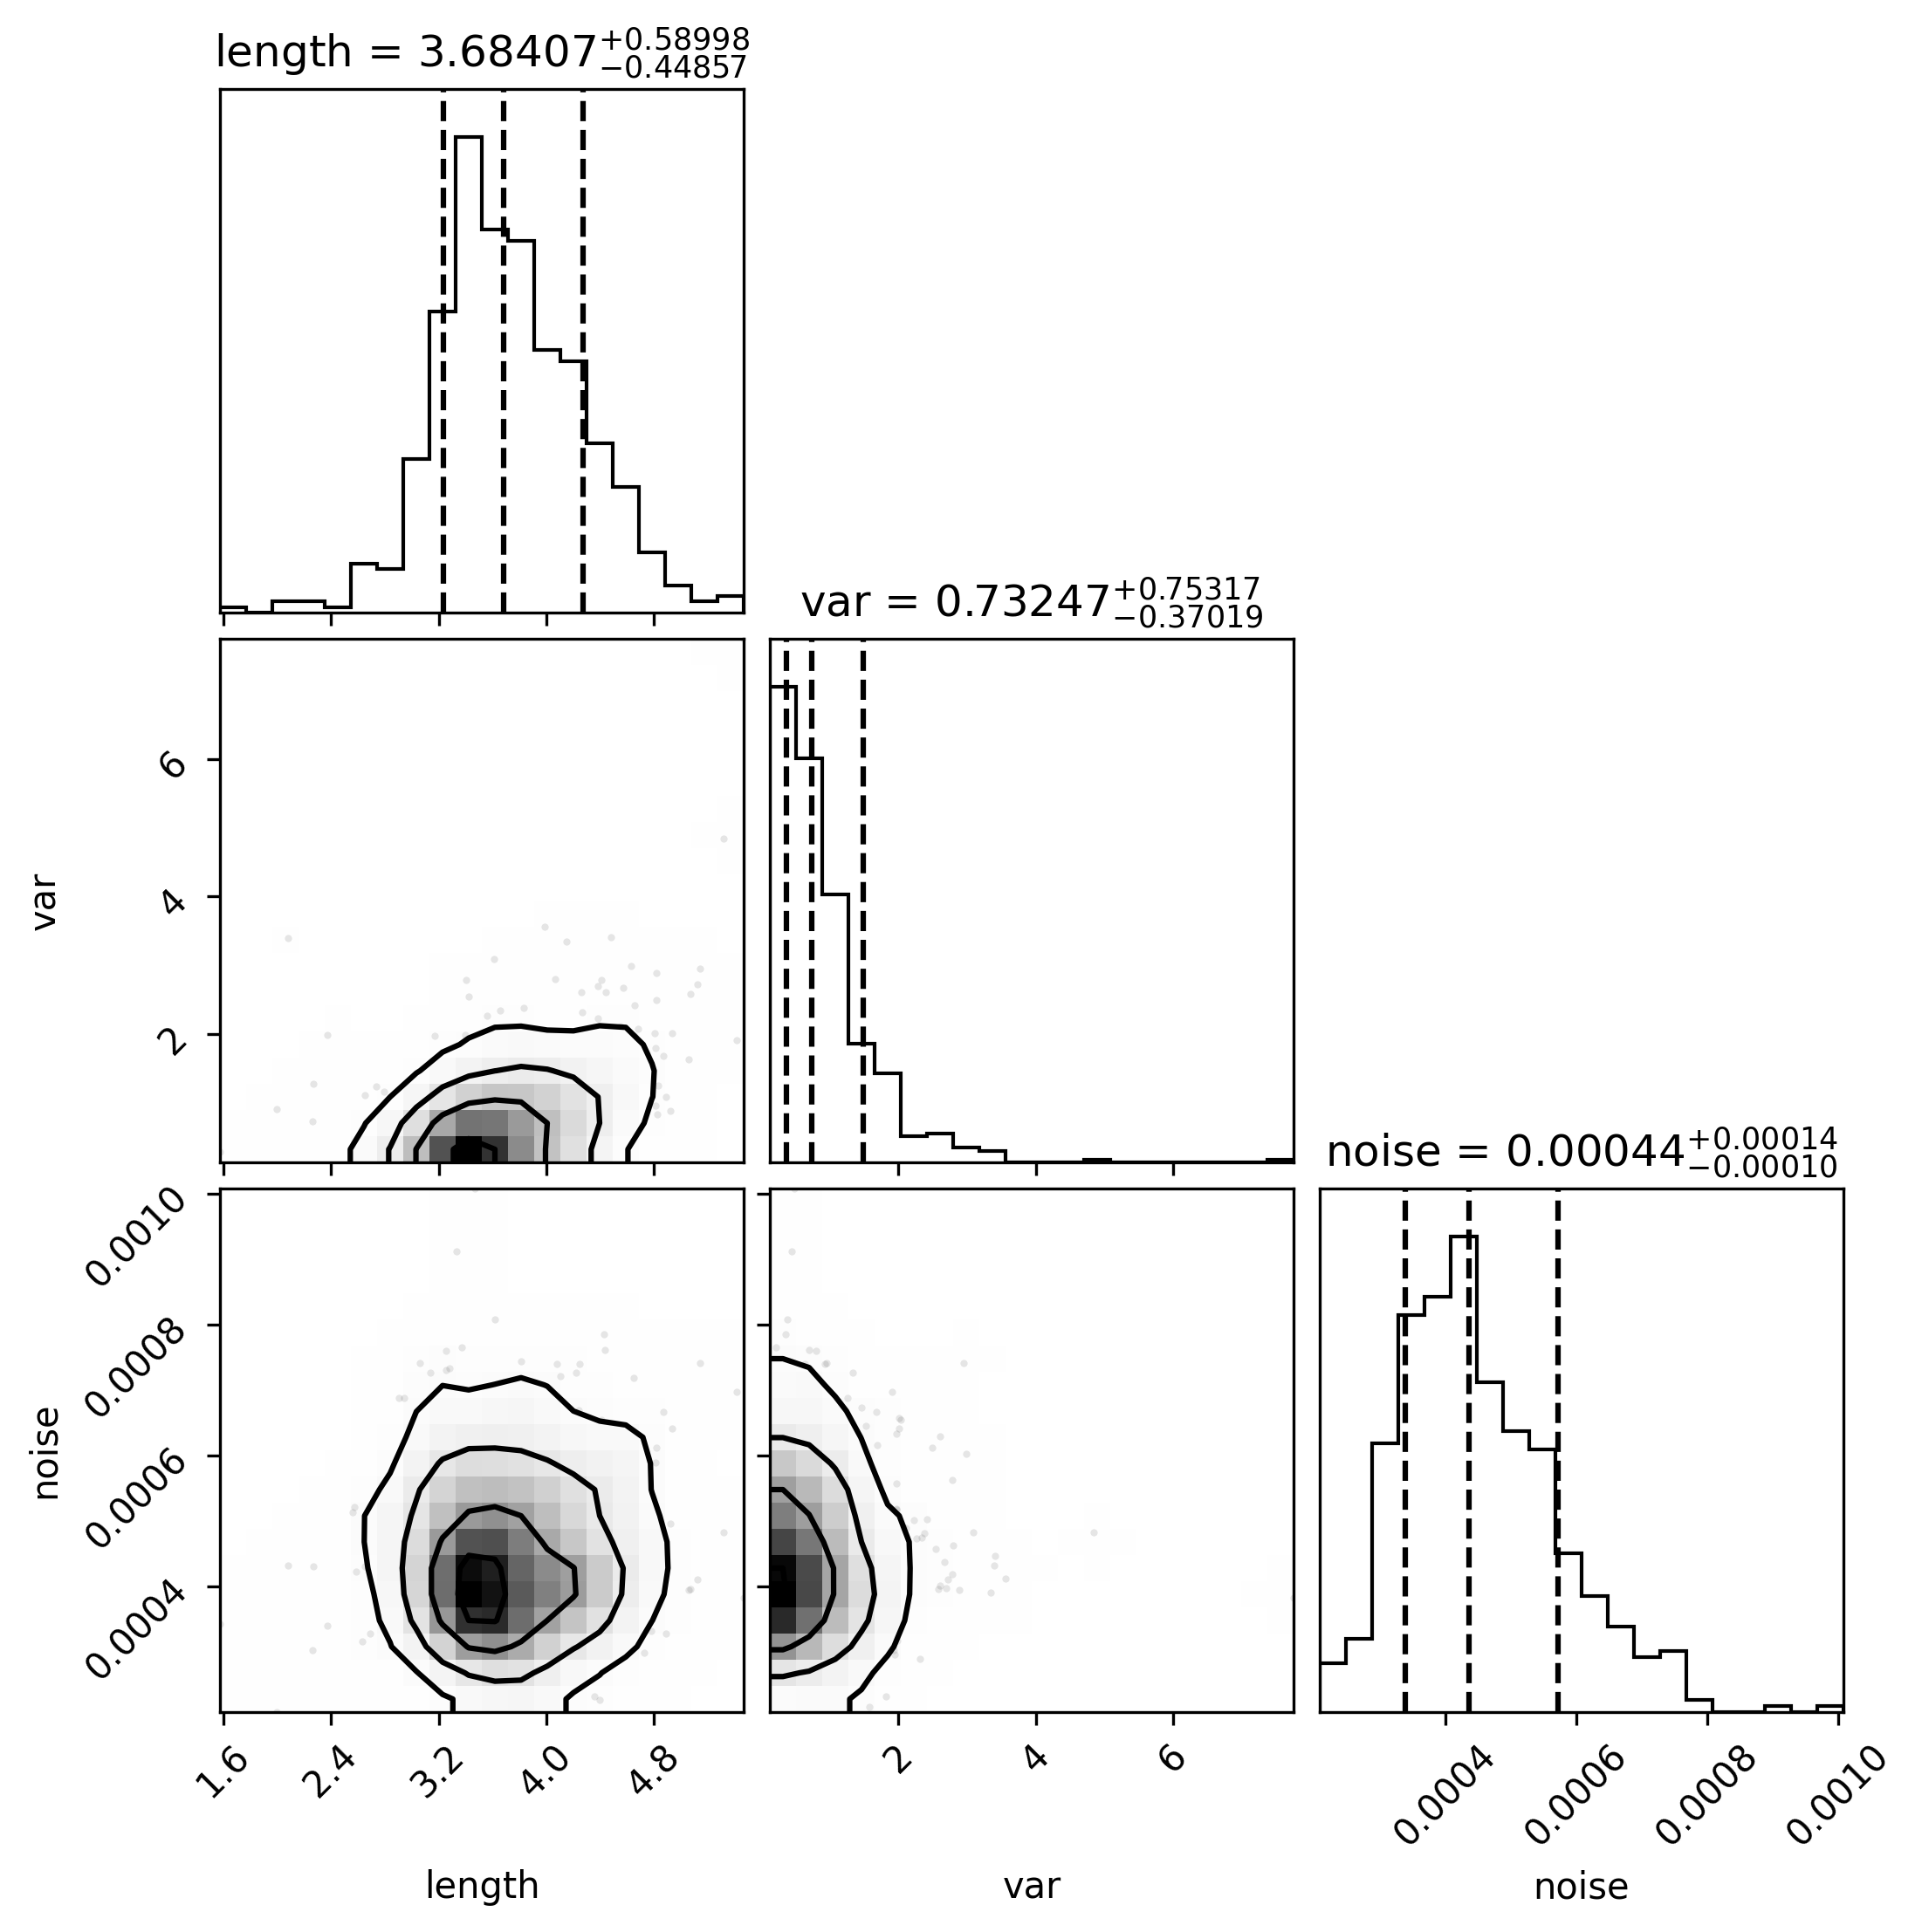 length = 3.68407+0.58998−0.44857
var = 0.73247+0.75317−0.37019
6
4
2
var
noise = 0.00044+0.00014−0.00010
0.0010
0.0008
0.0006
0.0004
noise
1.6 2.4 3.2 4.0 4.8
2 4 6
0.0004 0.0006 0.0008 0.0010
length
var
noise